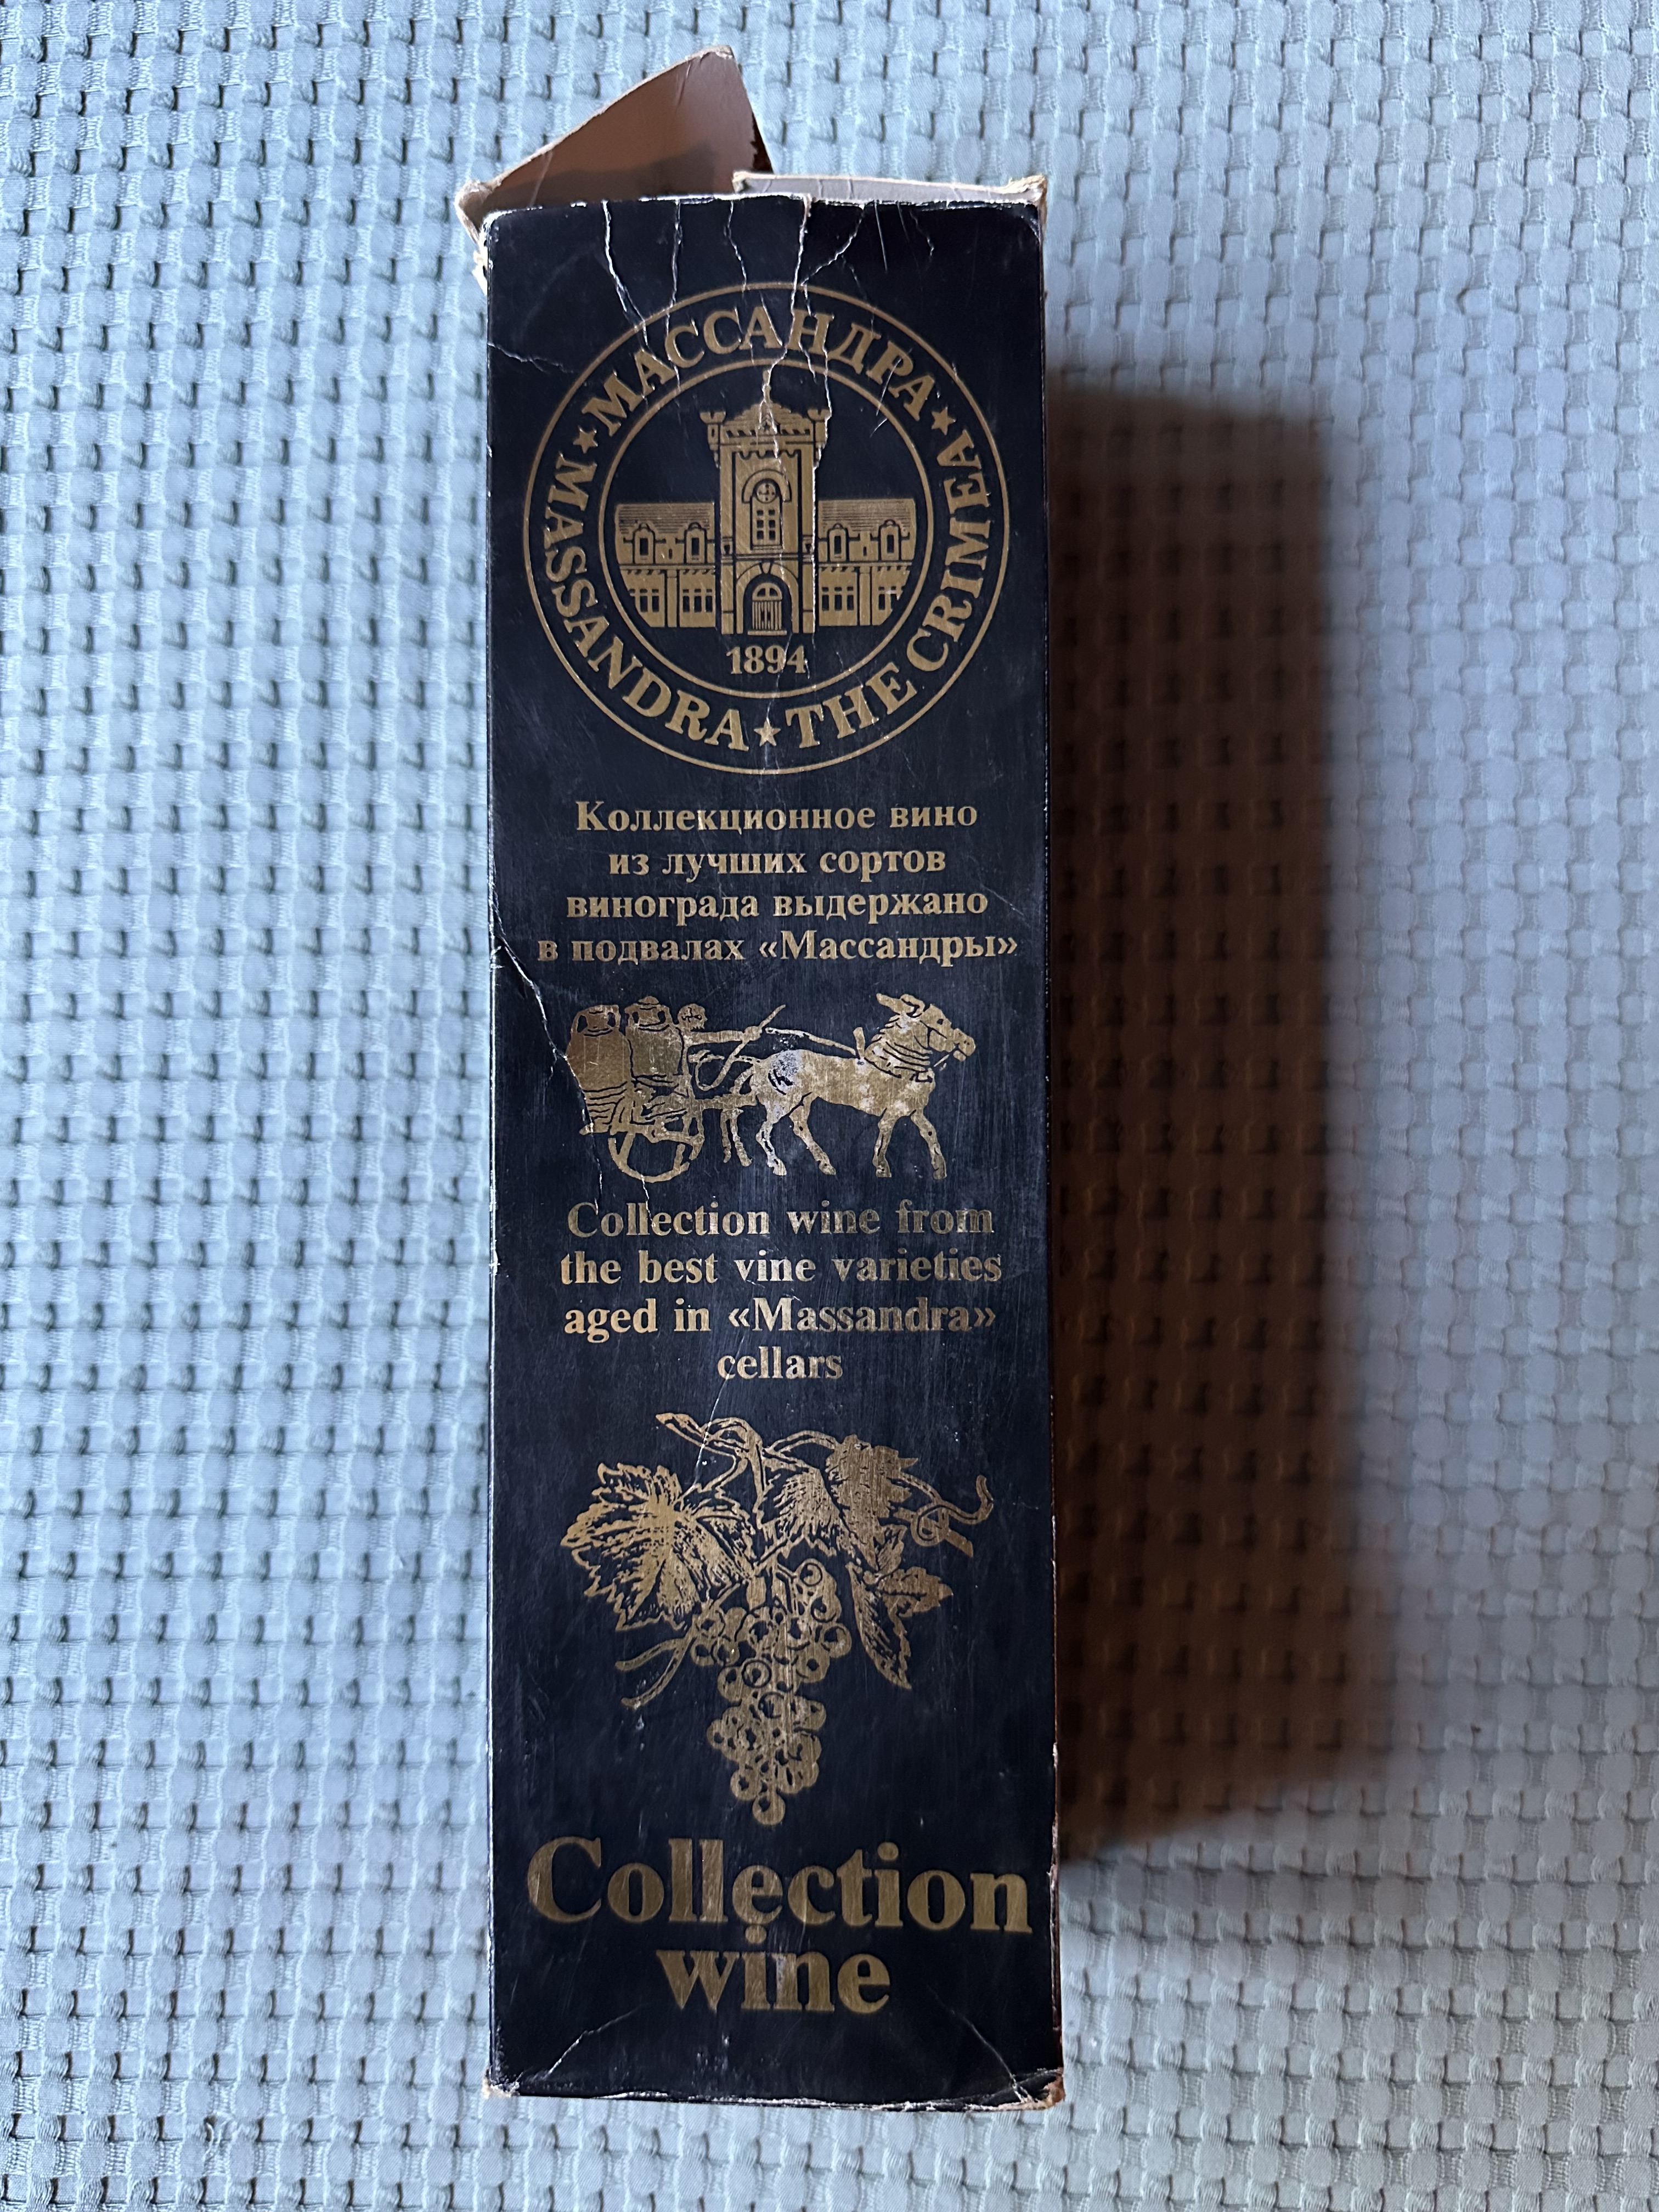 ★ МАССАНДРА ★
MASSANDRA ★ THE CRIMEA
1894
Коллекционное вино
из лучших сортов
винограда выдержано
в подвалах «Массандры»
Collection wine from
the best vine varieties
aged in «Massandra»
cellars
Collection
wine